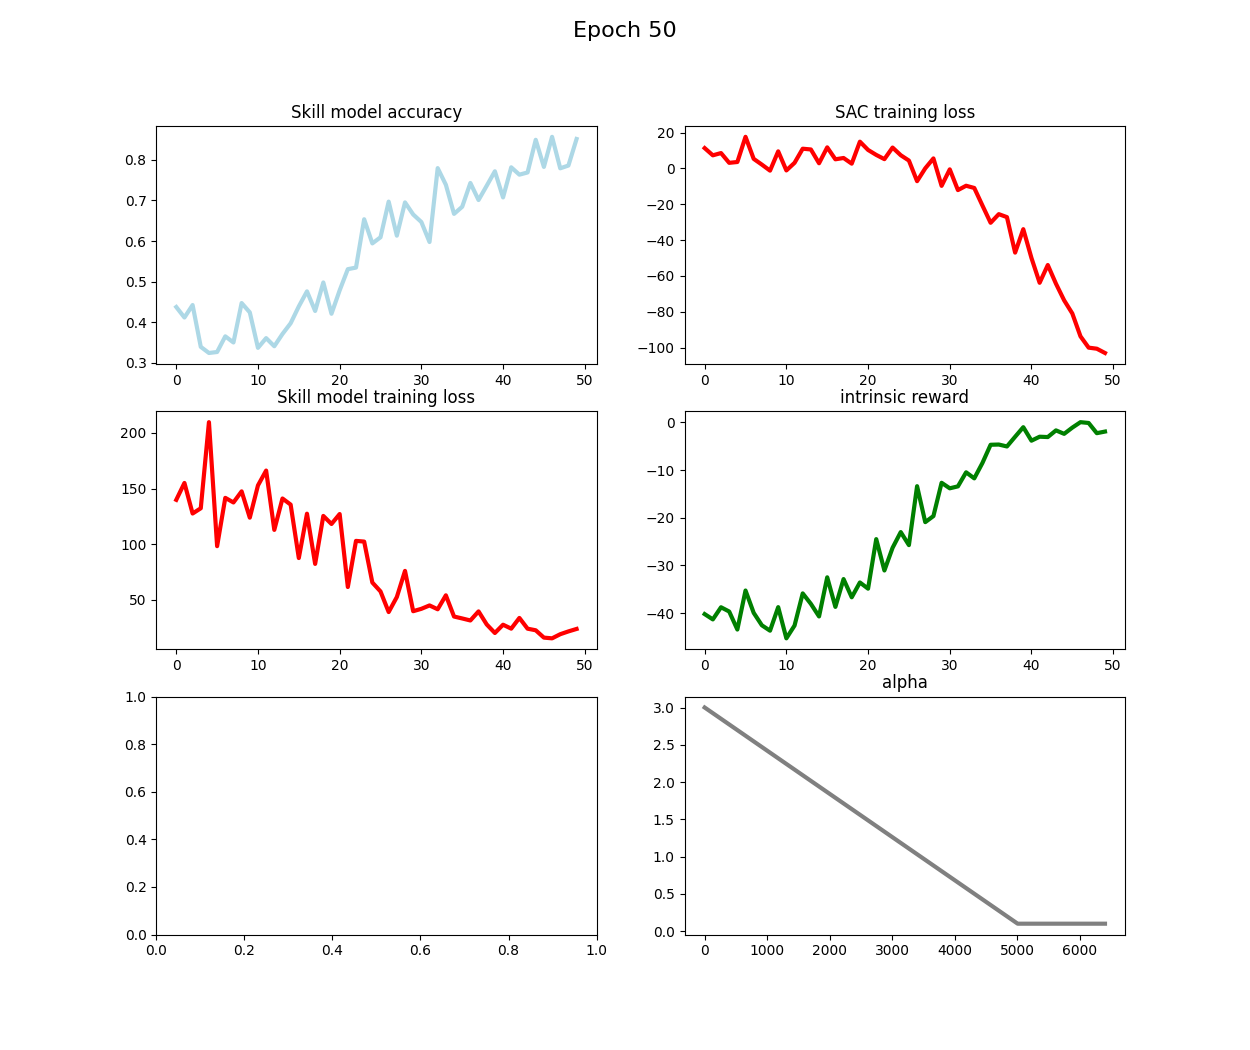 Epoch 50
Skill model accuracy
0.8
0.7
0.6
0.5
0.4
0.3
0 10 20 30 40 50
SAC training loss
20
0
−20
−40
−60
−80
−100
0 10 20 30 40 50
Skill model training loss
200
150
100
50
0 10 20 30 40 50
intrinsic reward
0
−10
−20
−30
−40
0 10 20 30 40 50
1.0
0.8
0.6
0.4
0.2
0.0
0.0 0.2 0.4 0.6 0.8 1.0
alpha
3.0
2.5
2.0
1.5
1.0
0.5
0.0
0 1000 2000 3000 4000 5000 6000